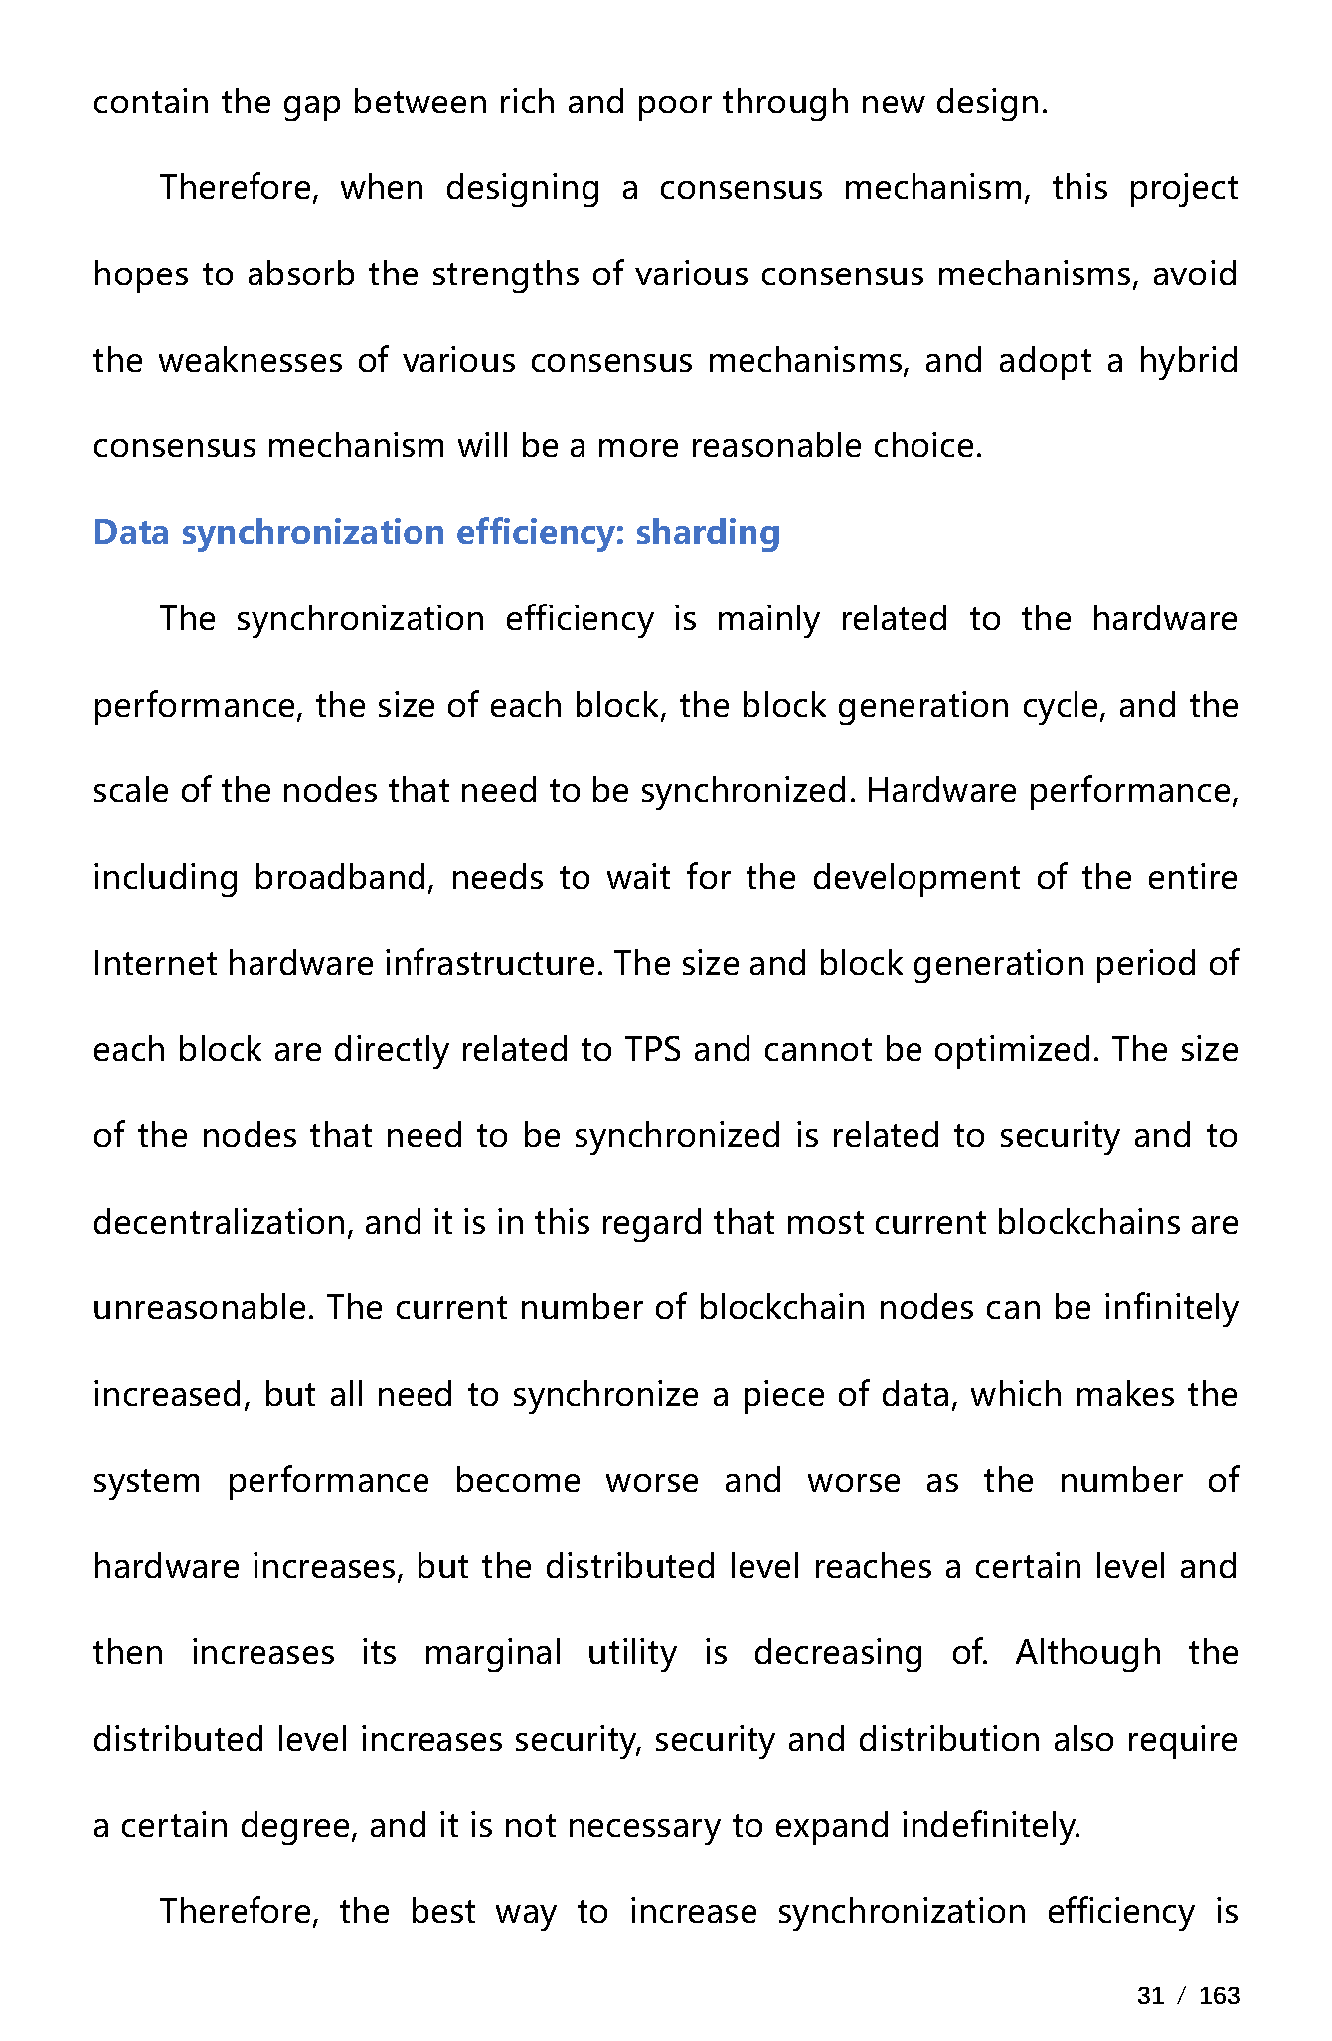 contain the gap between rich and poor through new design.
Therefore, when designing a consensus mechanism, this project
hopes to absorb the strengths of various consensus mechanisms, avoid
the weaknesses of various consensus mechanisms, and adopt a hybrid
consensus mechanism will be a more reasonable choice.
Data synchronization efficiency: sharding
The synchronization efficiency is mainly related to the hardware
performance, the size of each block, the block generation cycle, and the
scale of the nodes that need to be synchronized. Hardware performance,
including broadband, needs to wait for the development of the entire
Internet hardware infrastructure. The size and block generation period of
each block are directly related to TPS and cannot be optimized. The size
of the nodes that need to be synchronized is related to security and to
decentralization, and it is in this regard that most current blockchains are
unreasonable. The current number of blockchain nodes can be infinitely
increased, but all need to synchronize a piece of data, which makes the
system performance become worse and worse as the number of
hardware increases, but the distributed level reaches a certain level and
then increases its marginal utility is decreasing of. Although the
distributed level increases security, security and distribution also require
a certain degree, and it is not necessary to expand indefinitely.
Therefore, the best way to increase synchronization efficiency is
31 / 163